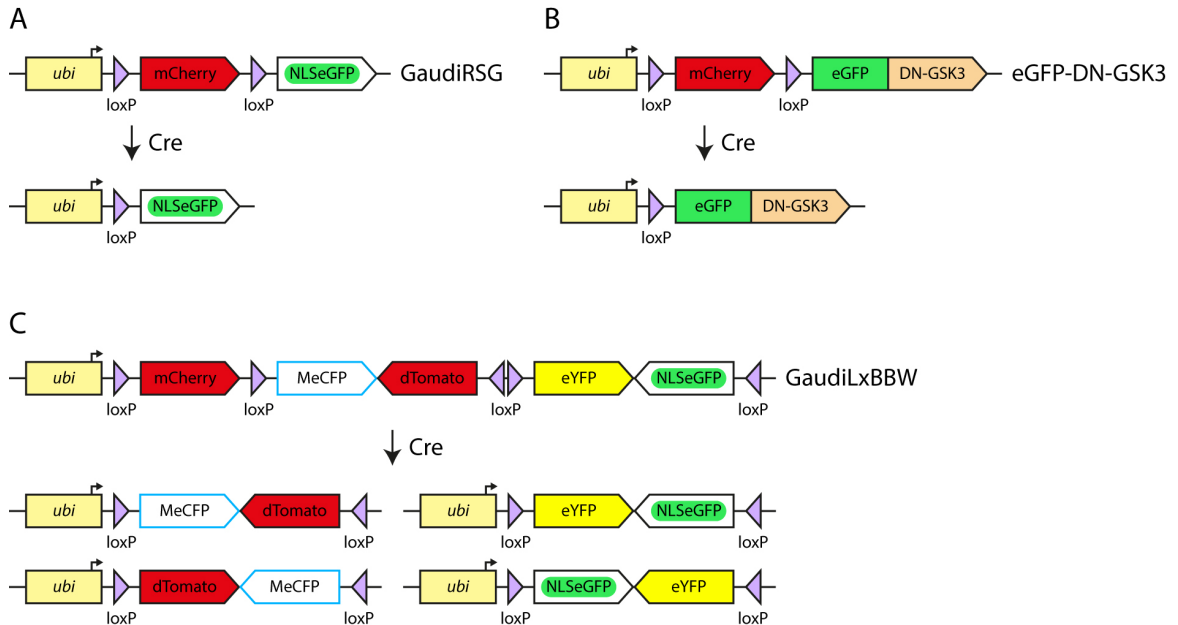 A
ubi mCherry NLSeGFP GaudiRSG
loxP loxP
Cre
ubi NLSeGFP
loxP
B
ubi mCherry eGFP DN-GSK3 eGFP-DN-GSK3
loxP loxP
Cre
ubi eGFP DN-GSK3
loxP
C
ubi mCherry MeCFP dTomato eYFP NLSeGFP GaudiLxBBW
loxP loxP loxP loxP
Cre
ubi MeCFP dTomato ubi eYFP NLSeGFP
loxP loxP loxP loxP
ubi dTomato MeCFP ubi NLSeGFP eYFP
loxP loxP loxP loxP